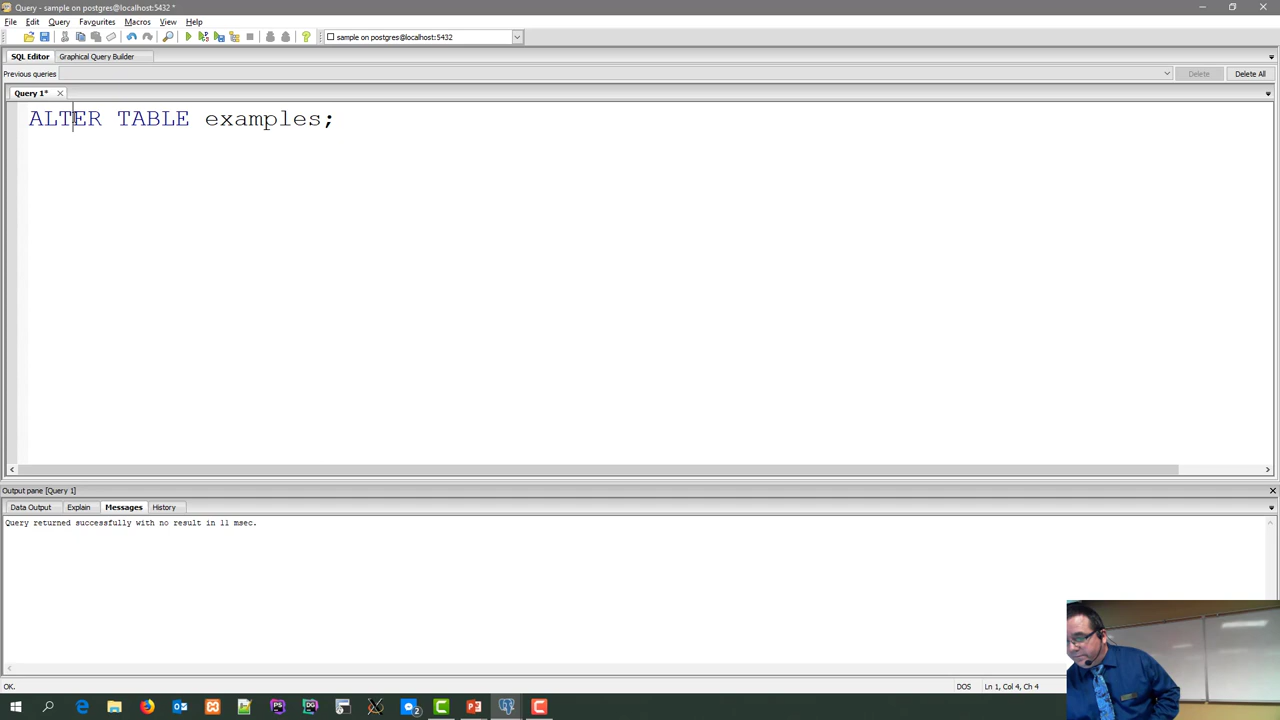 Query - sample on postgres@localhost:5432 *
File Edit Query Favourites Macros View Help
sample on postgres@localhost:5432
SQL Editor Graphical Query Builder
Previous queries Delete Delete All
Query 1*
ALTER TABLE examples;
Output pane [Query 1]
Data Output Explain Messages History
Query returned successfully with no result in 11 msec.
OK. DOS Ln 1, Col 4, Ch 4